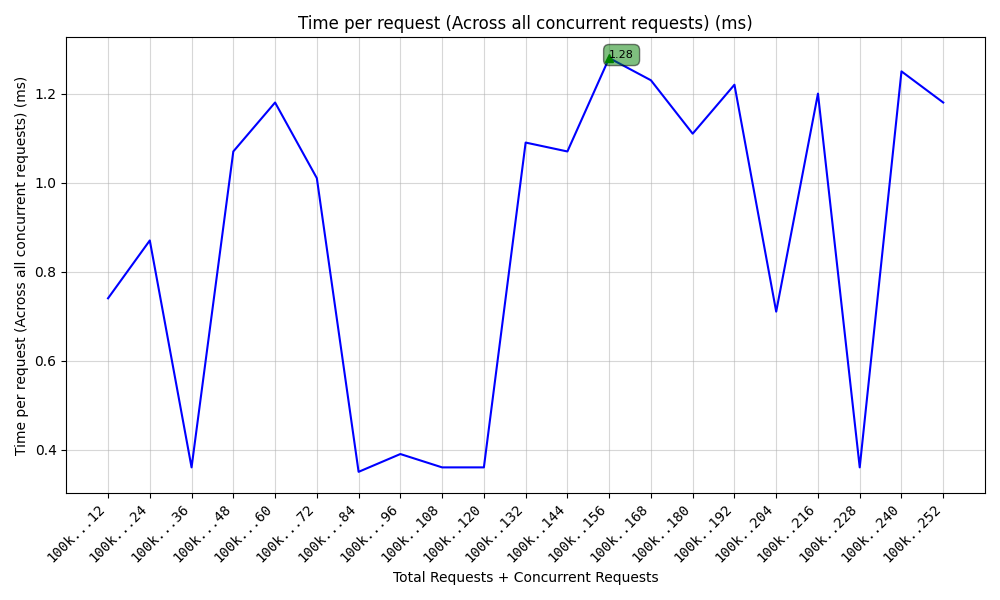 Time per request (Across all concurrent requests) (ms)
1.28
Time per request (Across all concurrent requests) (ms)
1.2
1.0
0.8
0.6
0.4
100k...12
100k...24
100k...36
100k...48
100k...60
100k...72
100k...84
100k...96
100k..108
100k..120
100k..132
100k..144
100k..156
100k..168
100k..180
100k..192
100k..204
100k..216
100k..228
100k..240
100k..252
Total Requests + Concurrent Requests